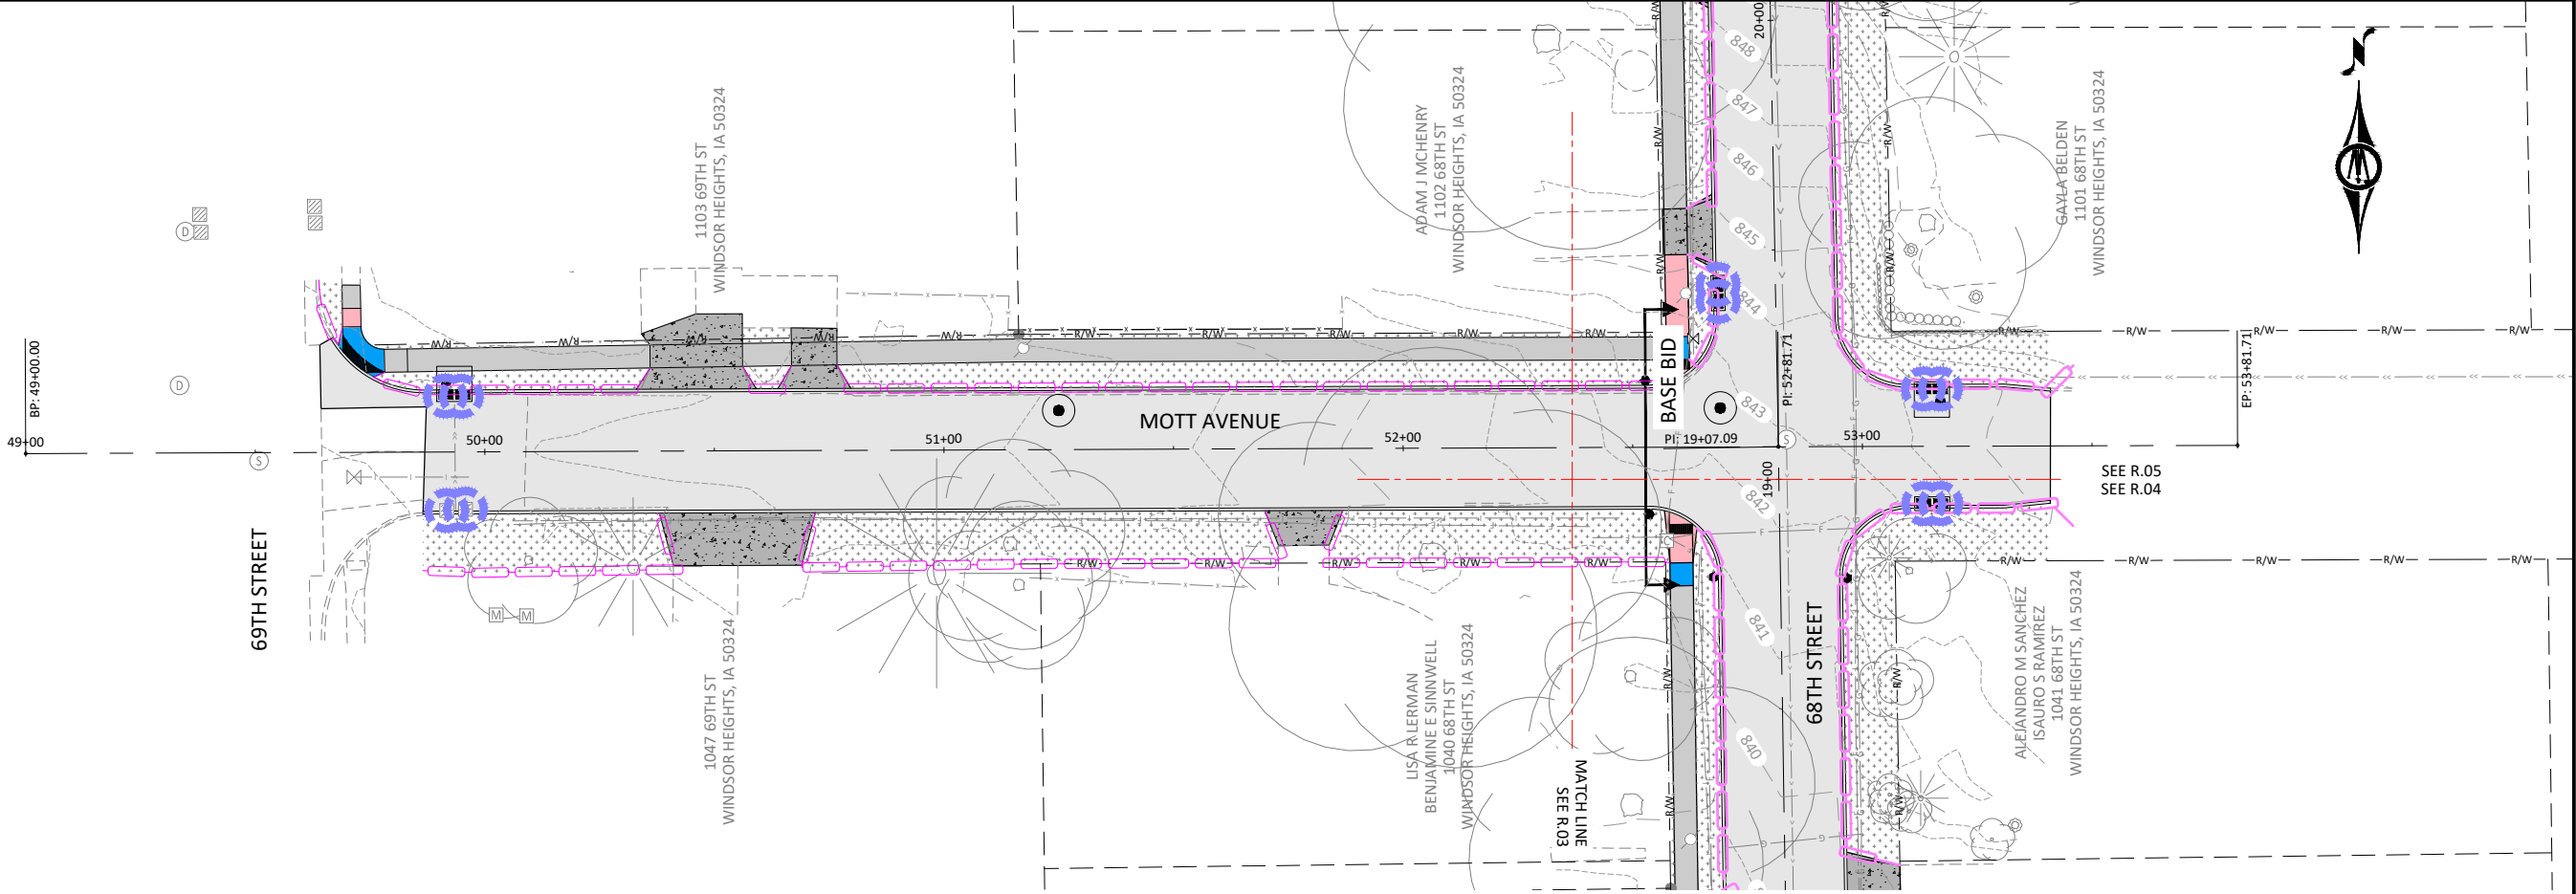 BP: 49+00.00
49+00
69TH STREET
D
D
S
1103 69TH ST
WINDSOR HEIGHTS, IA 50324
R/W
R/W
R/W
R/W
R/W
50+00
51+00
MOTT AVENUE
52+00
M
M
1047 69TH ST
WINDSOR HEIGHTS, IA 50324
R/W
R/W
R/W
R/W
R/W
ADAM J MCHENRY
1102 68TH ST
WINDSOR HEIGHTS, IA 50324
R/W
R/W
R/W
R/W
R/W
LISA R LERMAN
BENJAMINE E SINNWELL
1040 68TH ST
WINDSOR HEIGHTS, IA 50324
MATCH LINE
SEE R.03
BASE BID
R/W
R/W
R/W
R/W
R/W
20+00
848
847
846
845
844
843
842
841
840
PI: 52+81.71
PI: 19+07.09
S
19+00
53+00
68TH STREET
R/W
R/W
R/W
GAYLA BELDEN
1101 68TH ST
WINDSOR HEIGHTS, IA 50324
R/W
R/W
R/W
R/W
R/W
EP: 53+81.71
SEE R.05
SEE R.04
R/W
R/W
R/W
R/W
R/W
R/W
R/W
ALEJANDRO M SANCHEZ
ISAURO S RAMIREZ
1041 68TH ST
WINDSOR HEIGHTS, IA 50324
N